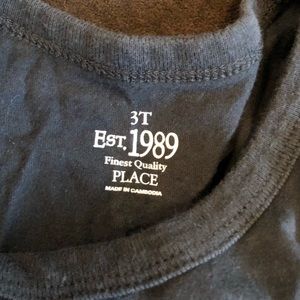 3T
EST. 1989
Finest Quality
PLACE
MADE IN CAMBODIA